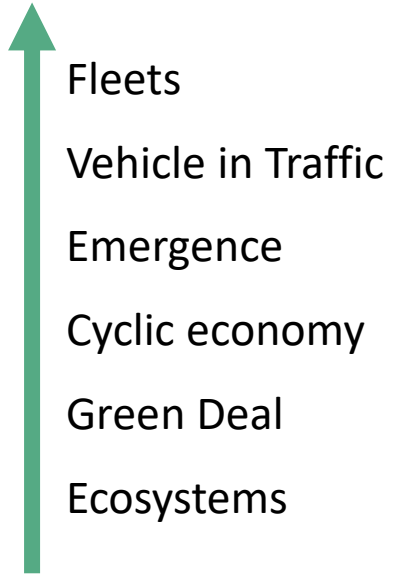 Fleets
Vehicle in Traffic
Emergence
Cyclic economy
Green Deal
Ecosystems